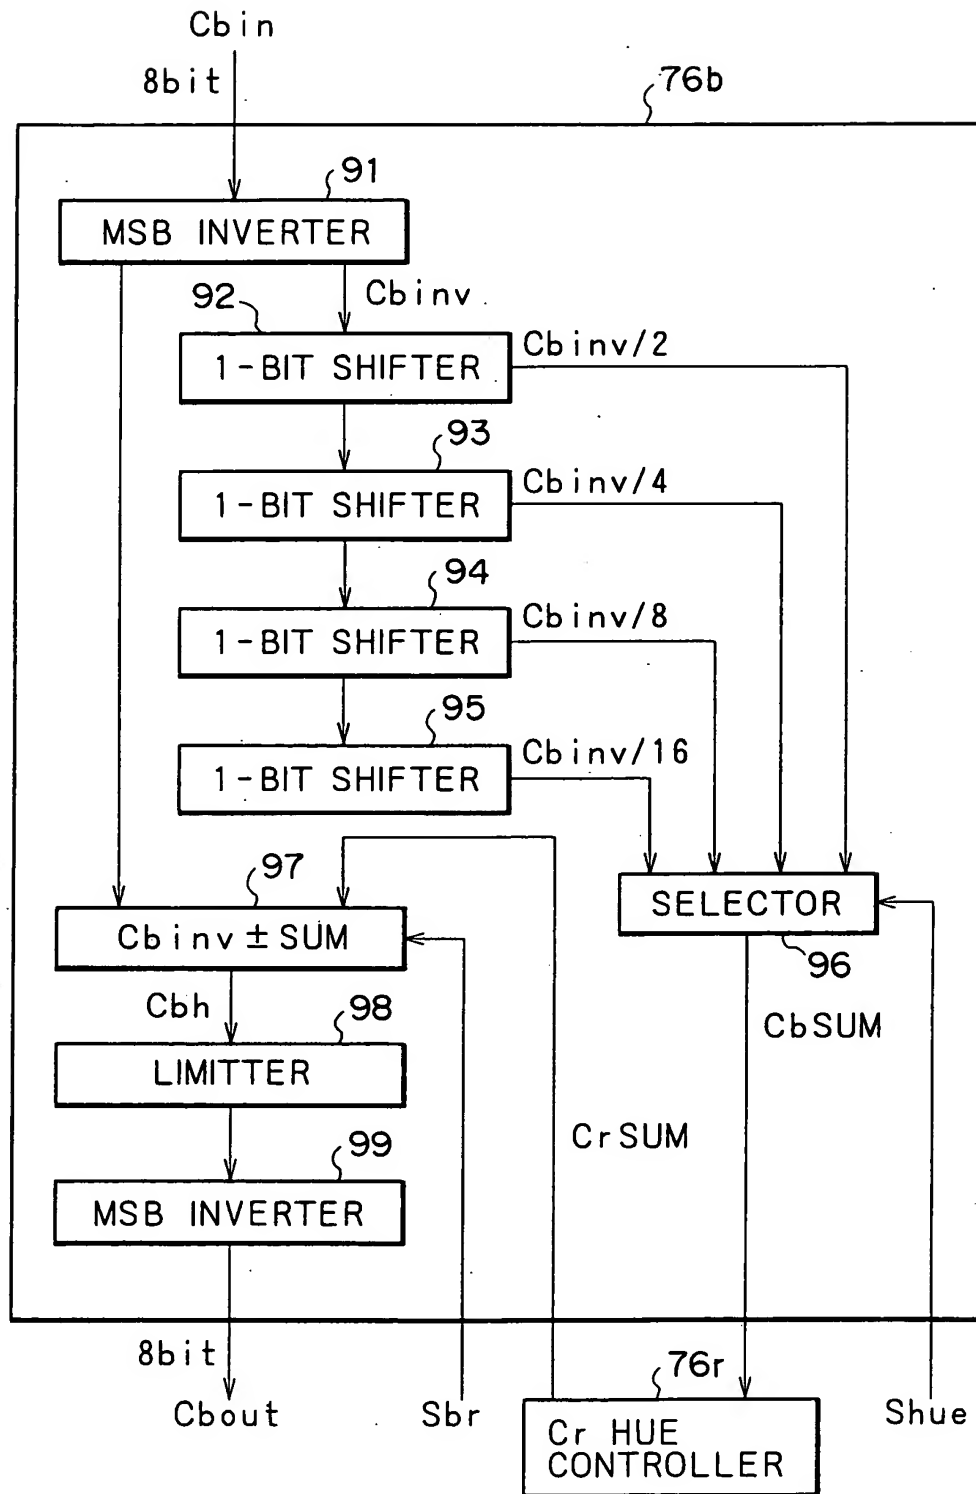 Cbin
8bit
76b
91
MSB INVERTER
Cbinv
92
1-BIT SHIFTER
Cbinv/2
93
1-BIT SHIFTER
Cbinv/4
94
1-BIT SHIFTER
Cbinv/8
95
1-BIT SHIFTER
Cbinv/16
97
Cbinv ± SUM
SELECTOR
96
Cbh
98
CbSUM
LIMITTER
CrSUM
99
MSB INVERTER
8bit
76r
Cbout
Sbr
Cr HUE
CONTROLLER
Shue